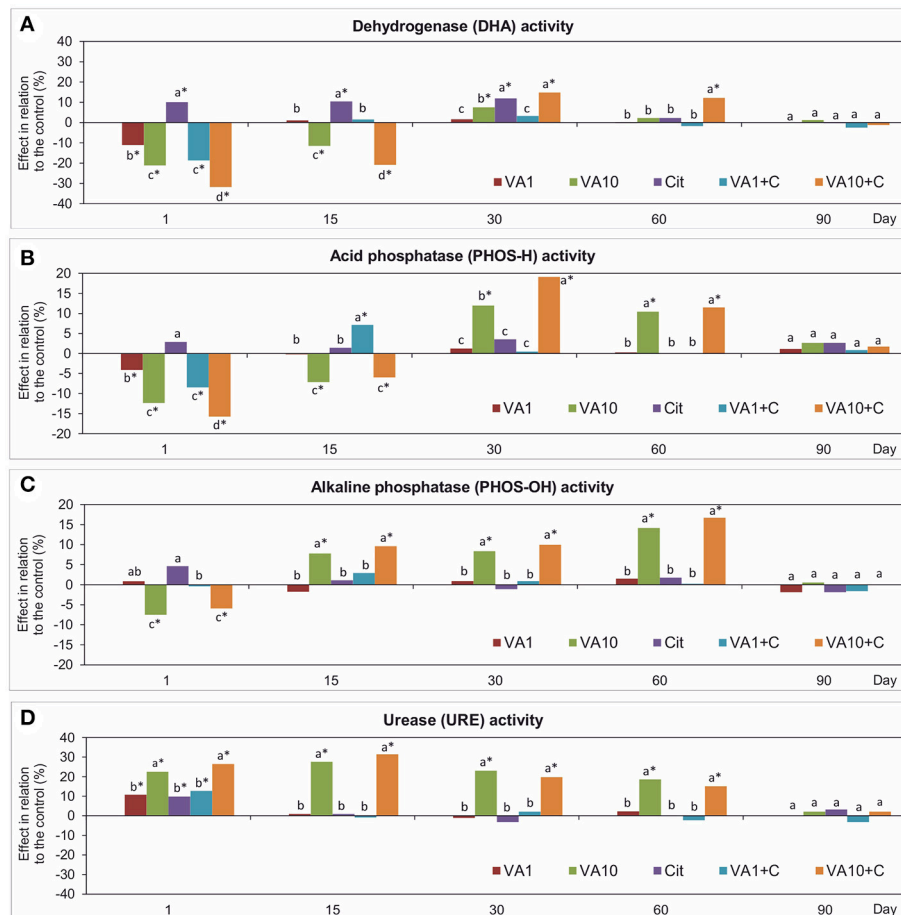 A
Dehydrogenase (DHA) activity
Effect in relation
to the control (%)
40
30
20
10
0
-10
-20
-30
-40
b* c* a* c* d*
b c* a* b d*
c b* a* c a*
b b b b a*
a a a a a
VA1 VA10 Cit VA1+C VA10+C
1 15 30 60 90 Day
B
Acid phosphatase (PHOS-H) activity
Effect in relation
to the control (%)
20
15
10
5
0
-5
-10
-15
-20
b* c* a c* d*
b c* b a* c*
c b* c c a*
b a* b b a*
a a a a a
VA1 VA10 Cit VA1+C VA10+C
1 15 30 60 90 Day
C
Alkaline phosphatase (PHOS-OH) activity
Effect in relation
to the control (%)
20
15
10
5
0
-5
-10
-15
-20
ab c* a b c*
b a* b b a*
b a* b b a*
b a* b b a*
a a a a a
VA1 VA10 Cit VA1+C VA10+C
1 15 30 60 90 Day
D
Urease (URE) activity
Effect in relation
to the control (%)
40
30
20
10
0
-10
-20
-30
-40
b* a* b* b* a*
b a* b b a*
b a* b b a*
b a* b b a*
a a a a a
VA1 VA10 Cit VA1+C VA10+C
1 15 30 60 90 Day